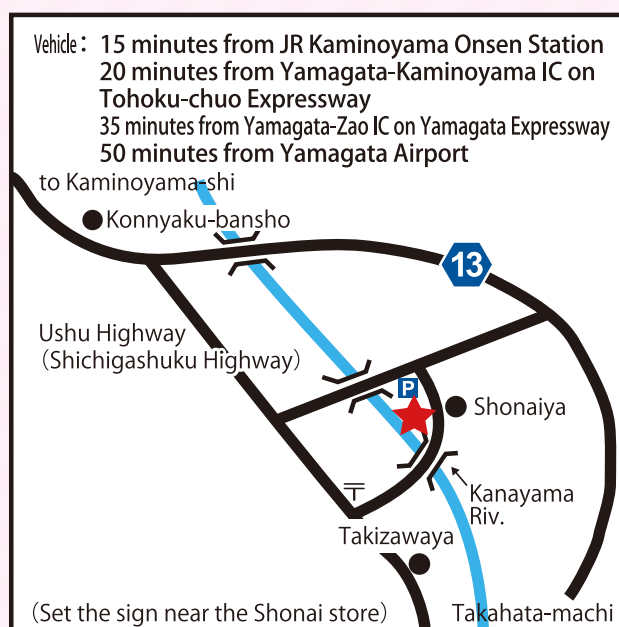 Vehicle： 15 minutes from JR Kaminoyama Onsen Station
20 minutes from Yamagata-Kaminoyama IC on
Tohoku-chuo Expressway
35 minutes from Yamagata-Zao IC on Yamagata Expressway
50 minutes from Yamagata Airport
to Kaminoyama-shi
Konnyaku-bansho
13
Ushu Highway
（Shichigashuku Highway）
P
Shonaiya
〒
Kanayama
Riv.
Takizawaya
（Set the sign near the Shonai store）
Takahata-machi